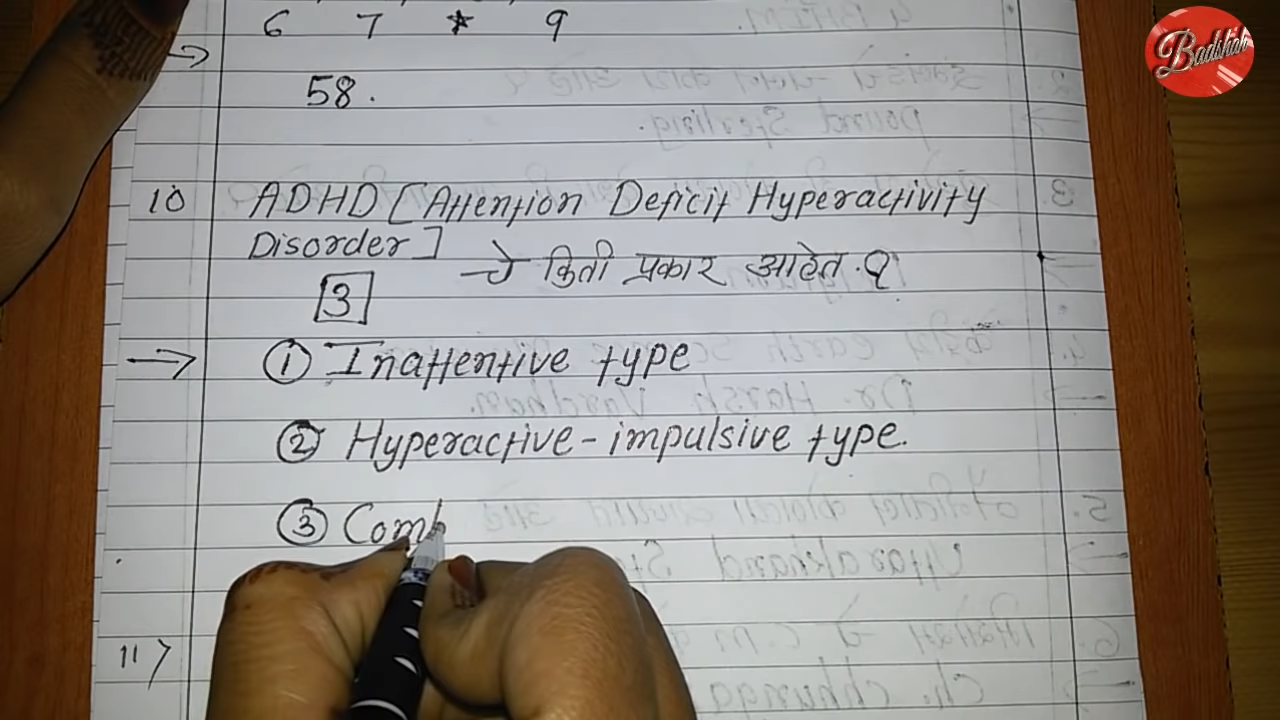 6 7 * 9
→
58.
10 ADHD [Attention Deficit Hyperactivity
Disorder] चे किती प्रकार आहेत ?
3
→ ① Inattentive type
② Hyperactive - impulsive type.
③ Comb
11)
Badshah